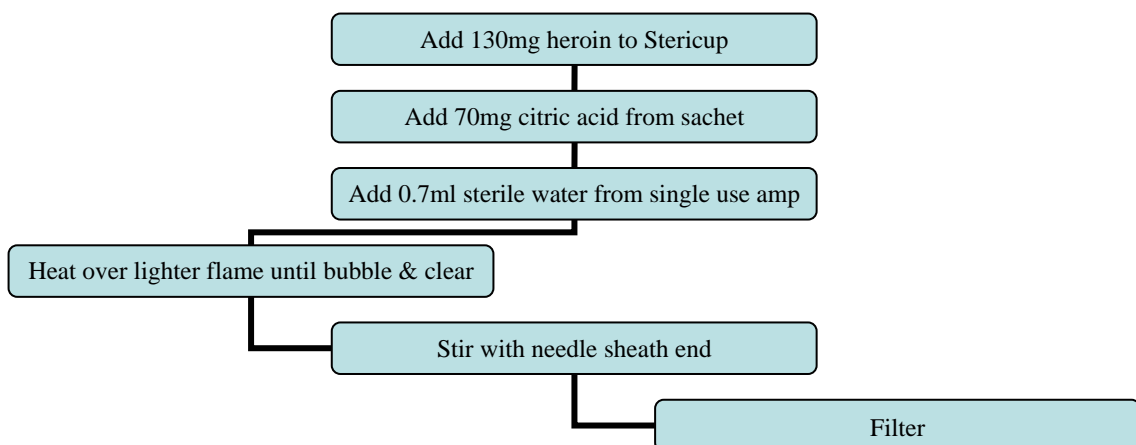 Add 130mg heroin to Stericup
Add 70mg citric acid from sachet
Add 0.7ml sterile water from single use amp
Heat over lighter flame until bubble & clear
Stir with needle sheath end
Filter